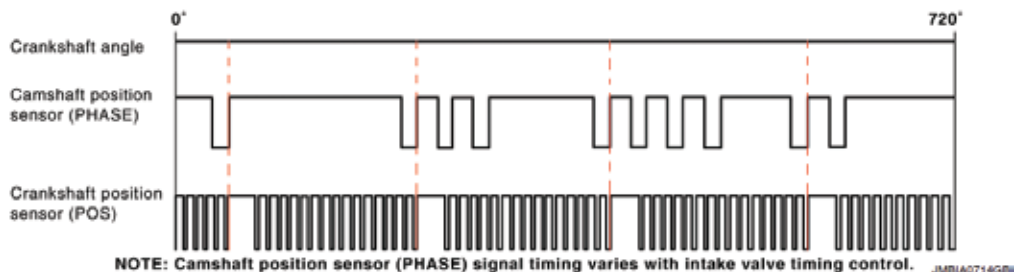 0° 720°
Crankshaft angle
Camshaft position
sensor (PHASE)
Crankshaft position
sensor (POS)
NOTE: Camshaft position sensor (PHASE) signal timing varies with intake valve timing control.